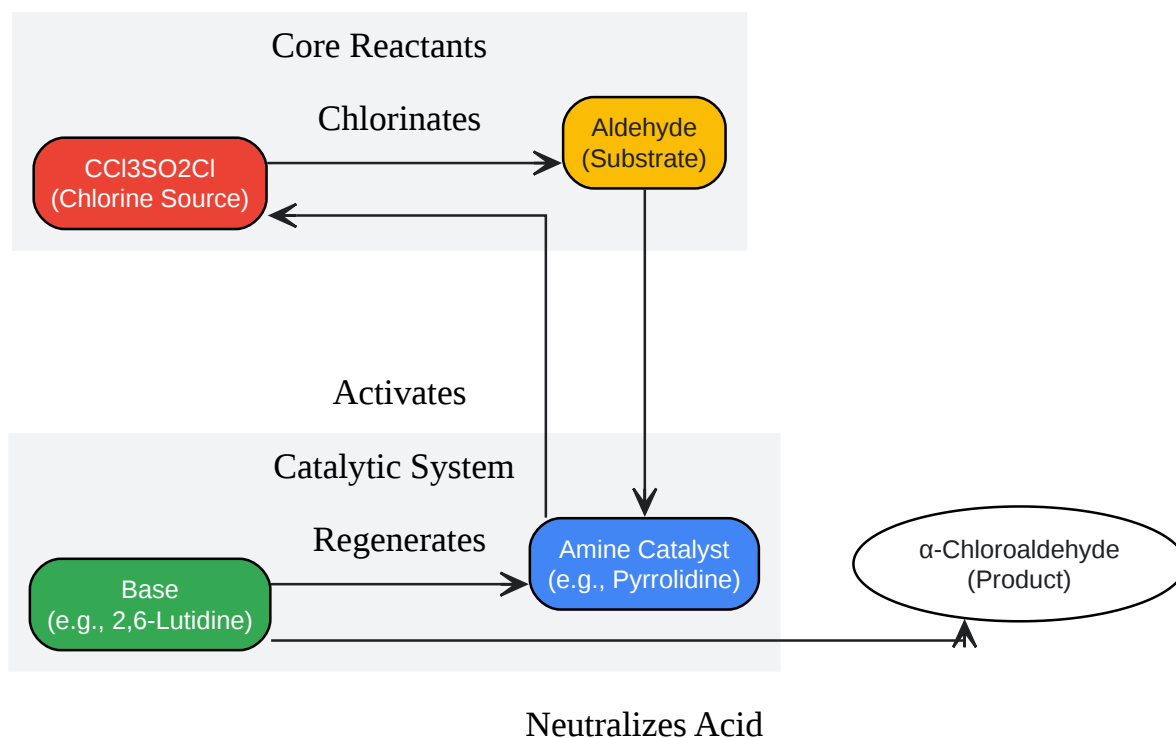 Core Reactants
Chlorinates
CCl3SO2Cl
(Chlorine Source)
Aldehyde
(Substrate)
Activates
Catalytic System
Regenerates
Base
(e.g., 2,6-Lutidine)
Amine Catalyst
(e.g., Pyrrolidine)
α-Chloroaldehyde
(Product)
Neutralizes Acid